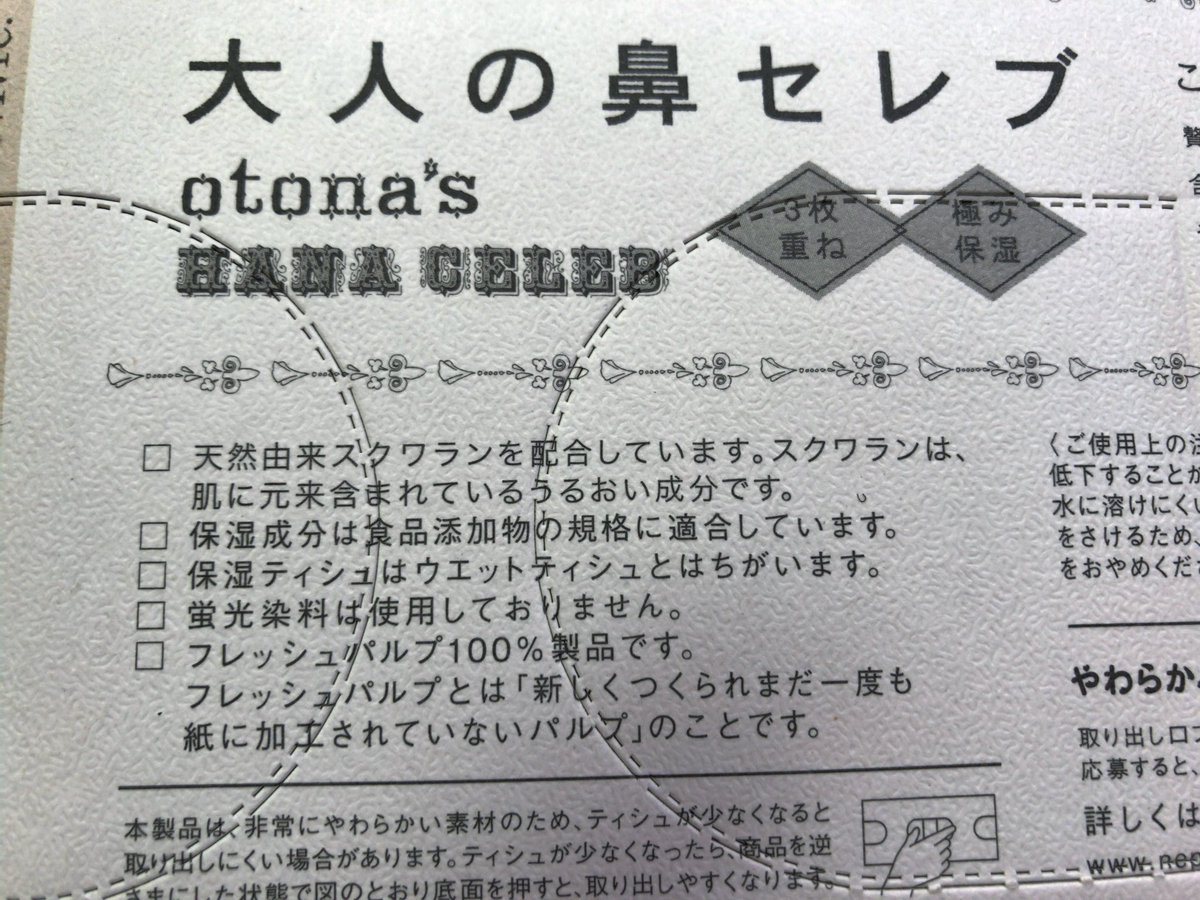 大人の鼻セレブ
otona's
HANA CELEB
3枚
重ね
極み
保湿
□ 天然由来スクワランを配合しています。スクワランは、
肌に元来含まれているうるおい成分です。
□ 保湿成分は食品添加物の規格に適合しています。
□ 保湿ティシュはウエットティシュとはちがいます。
□ 蛍光染料は使用しておりません。
□ フレッシュパルプ100%製品です。
フレッシュパルプとは「新しくつくられまだ一度も
紙に加工されていないパルプ」のことです。
本製品は、非常にやわらかい素材のため、ティシュが少なくなると
取り出しにくい場合があります。ティシュが少なくなったら、商品を逆
さまにした状態で図のとおり底面を押すと、取り出しやすくなります。
〈ご使用上の注
低下することが
水に溶けにくい
をさけるため、
をおやめくだ
やわらか
取り出し口
応募すると、
詳しくは
www.nep